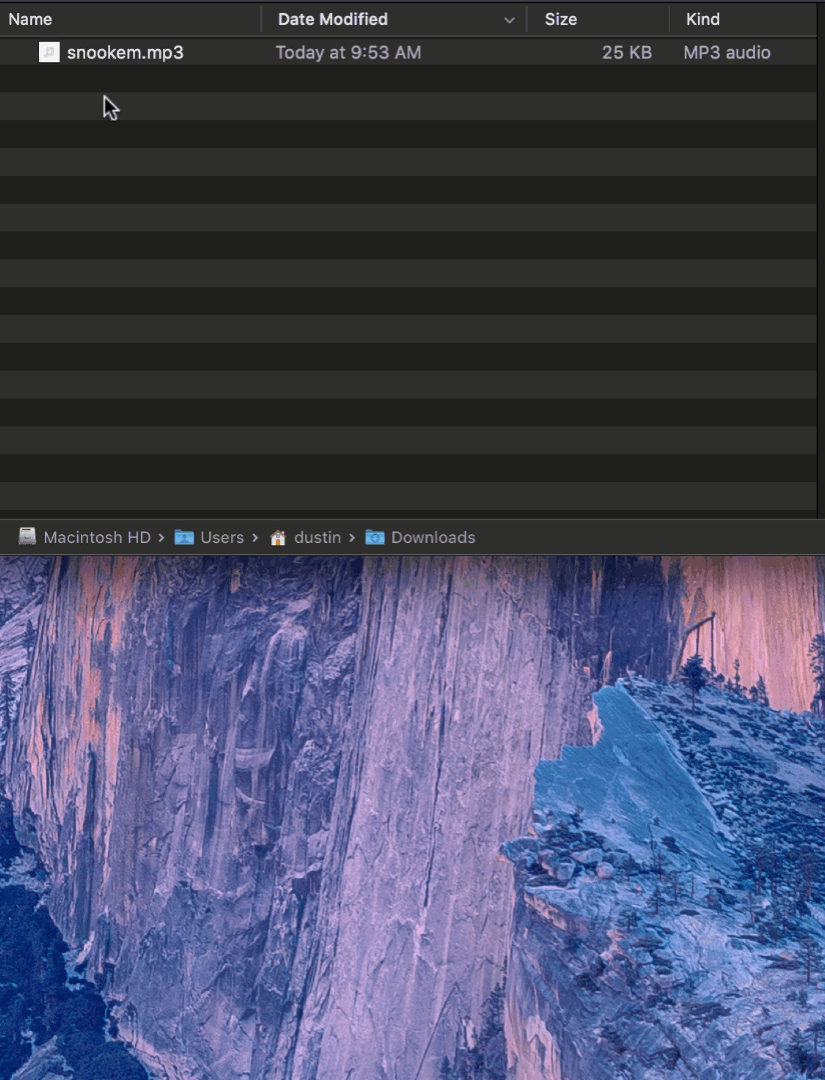 Name Date Modified Size Kind
snookem.mp3 Today at 9:53 AM 25 KB MP3 audio
Macintosh HD › Users › dustin › Downloads